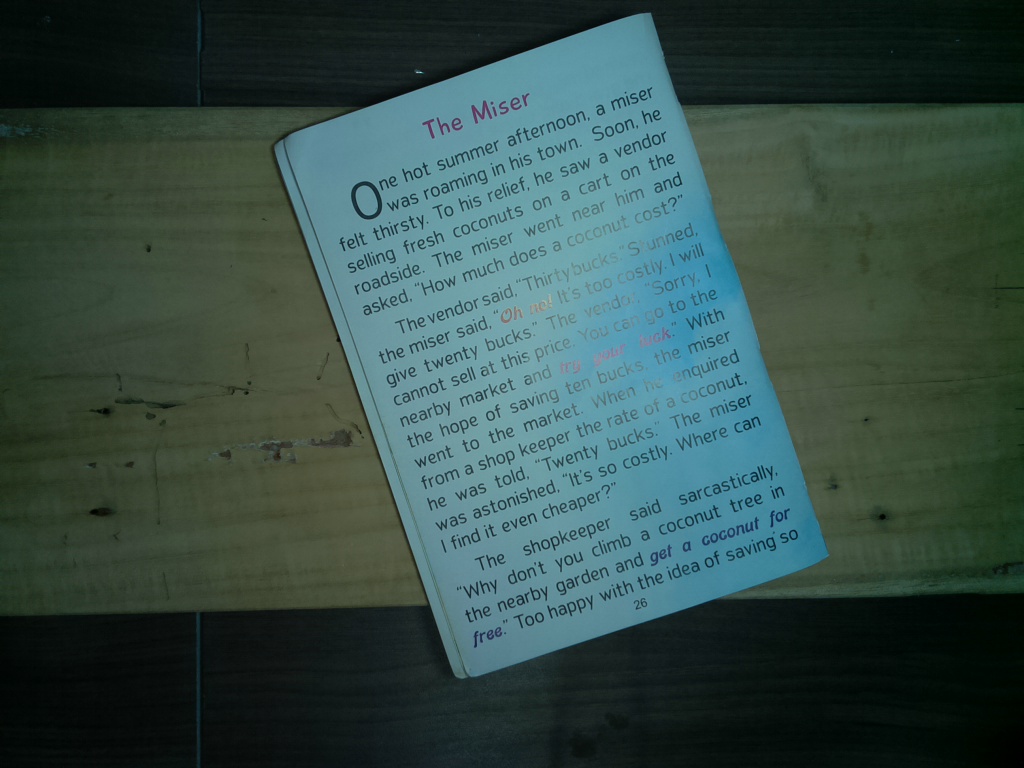 The Miser
One hot summer afternoon, a miser
was roaming in his town. Soon, he
felt thirsty. To his relief, he saw a vendor
selling fresh coconuts on a cart on the
roadside. The miser went near him and
asked, "How much does a coconut cost?"
The vendor said, "Thirty bucks." Stunned,
the miser said, "Oh no! It's too costly. I will
give twenty bucks." The vendor, "Sorry, I
cannot sell at this price. You can go to the
nearby market and try your luck." With
the hope of saving ten bucks, the miser
went to the market. When he enquired
from a shop keeper the rate of a coconut,
he was told, "Twenty bucks." The miser
was astonished, "It's so costly. Where can
I find it even cheaper?"
The shopkeeper said sarcastically,
"Why don't you climb a coconut tree in
the nearby garden and get a coconut for
free." Too happy with the idea of saving so
26